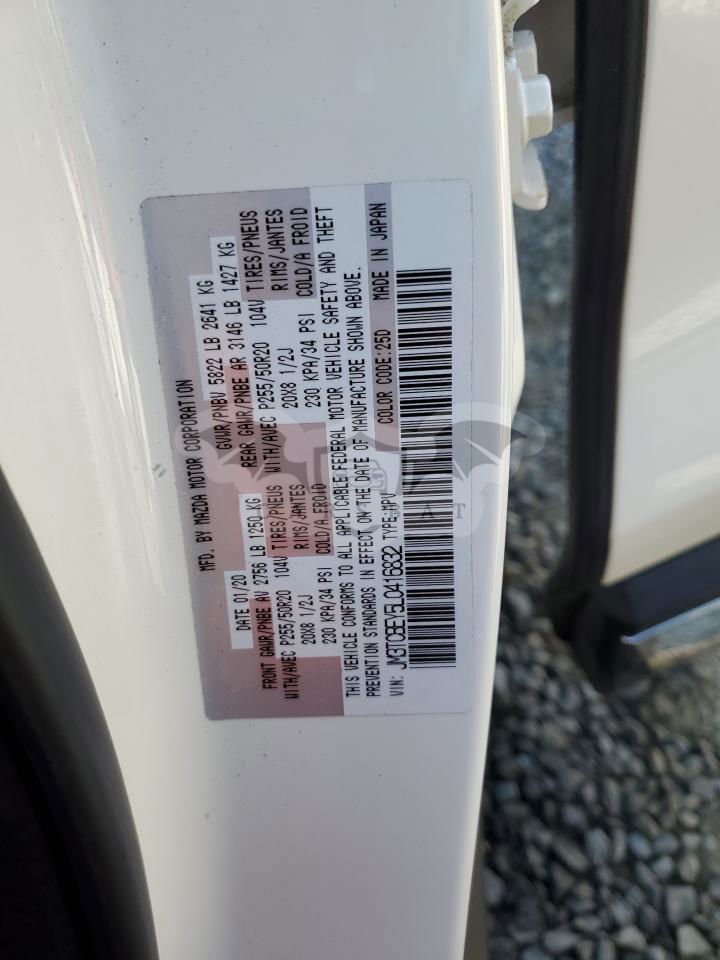 MFD. BY MAZDA MOTOR CORPORATION
DATE 01/20 GVWR/PNBV 5822 LB 2641 KG
FRONT GAWR/PNBE AV 2756 LB 1250 KG REAR GAWR/PNBE AR 3146 LB 1427 KG
WITH/AVEC P255/50R20 104V TIRES/PNEUS WITH/AVEC P255/50R20 104V TIRES/PNEUS
20X8 1/2J RIMS/JANTES 20X8 1/2J RIMS/JANTES
230 KPA/34 PSI COLD/A FROID 230 KPA/34 PSI COLD/A FROID
THIS VEHICLE CONFORMS TO ALL APPLICABLE FEDERAL MOTOR VEHICLE SAFETY AND THEFT
PREVENTION STANDARDS IN EFFECT ON THE DATE OF MANUFACTURE SHOWN ABOVE.
VIN: JM3TCBEY5L0416832 TYPE:MPV COLOR CODE:25D MADE IN JAPAN